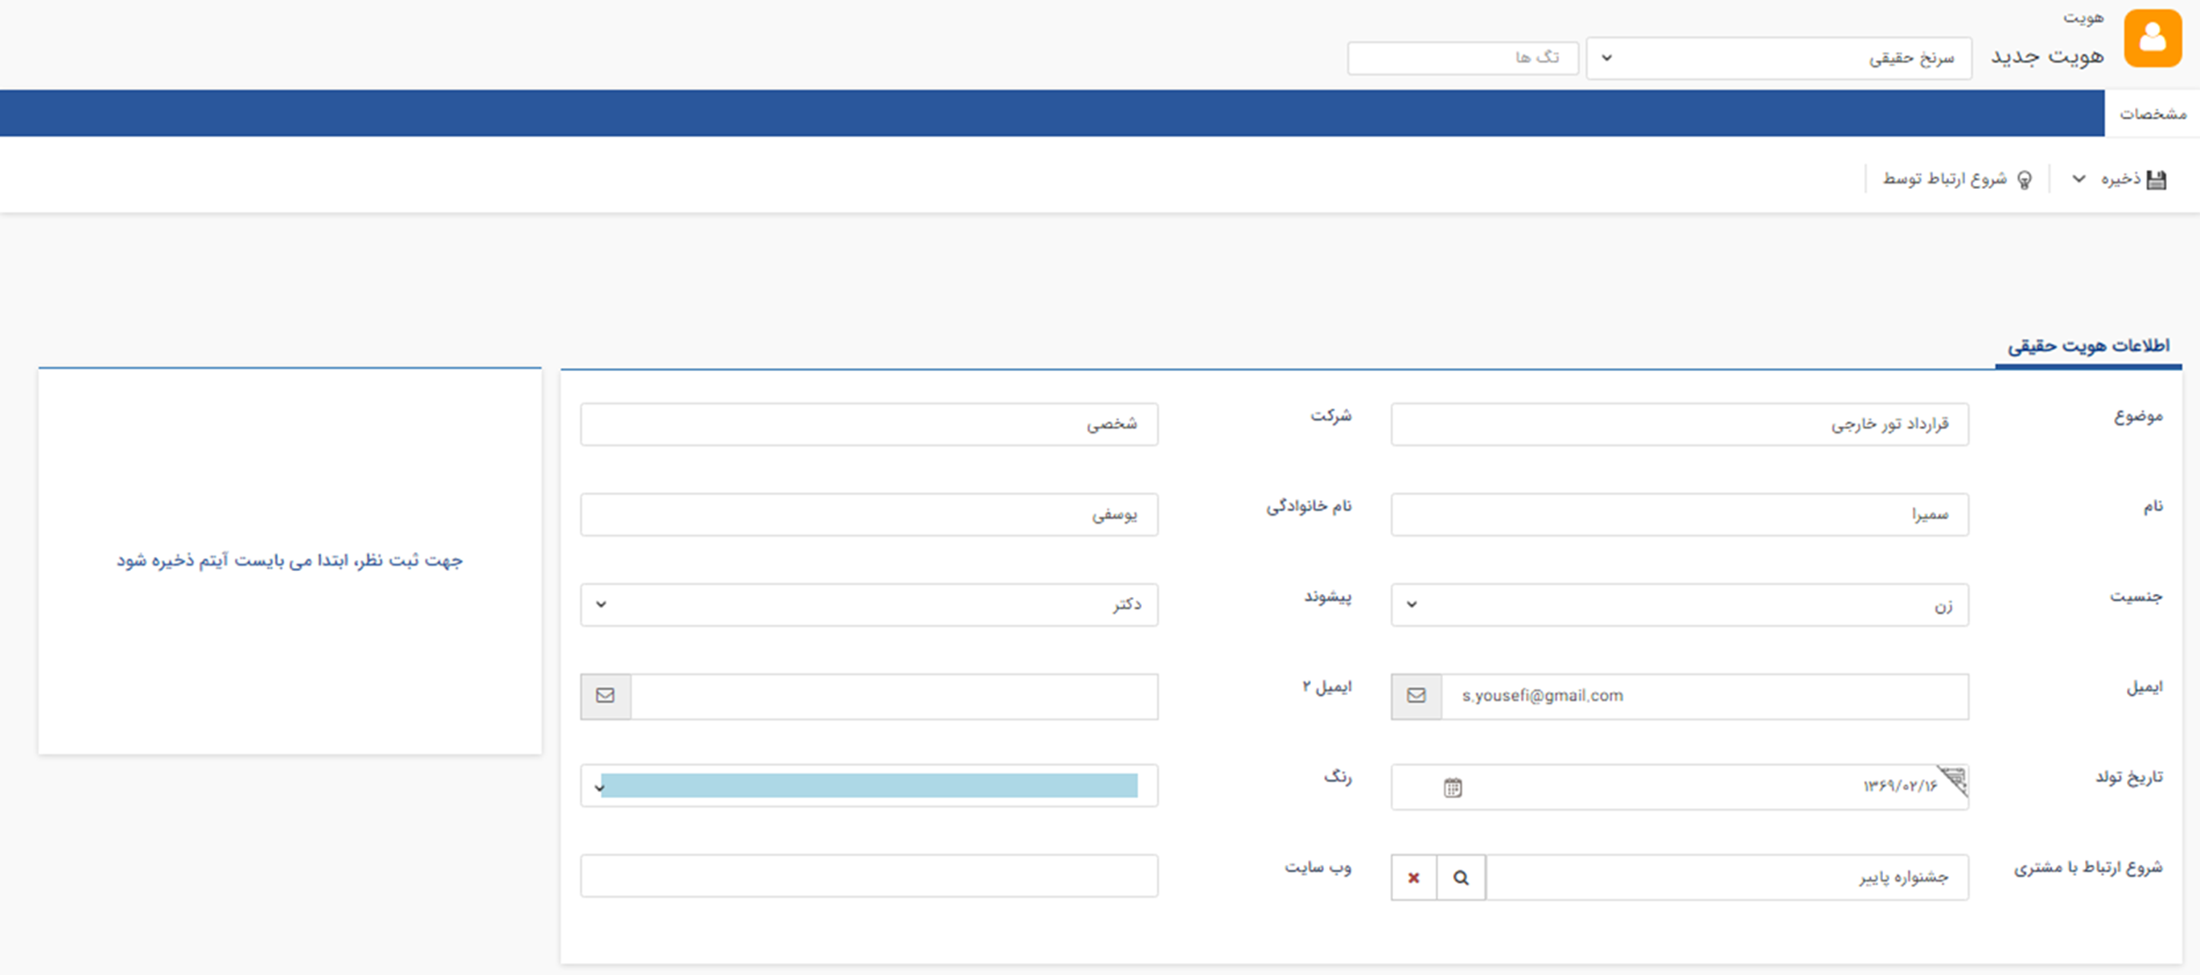 هویت
هویت جدید
سرنخ حقیقی
تگ ها
مشخصات
ذخیره
شروع ارتباط توسط
اطلاعات هویت حقیقی
موضوع
قرارداد تور خارجی
شرکت
شخصی
نام
سمیرا
نام خانوادگی
یوسفی
جنسیت
زن
پیشوند
دکتر
ایمیل
s.yousefi@gmail.com
ایمیل ۲
تاریخ تولد
۱۳۶۹/۰۲/۱۶
رنگ
شروع ارتباط با مشتری
جشنواره پاییر
وب سایت
جهت ثبت نظر، ابتدا می بایست آیتم ذخیره شود